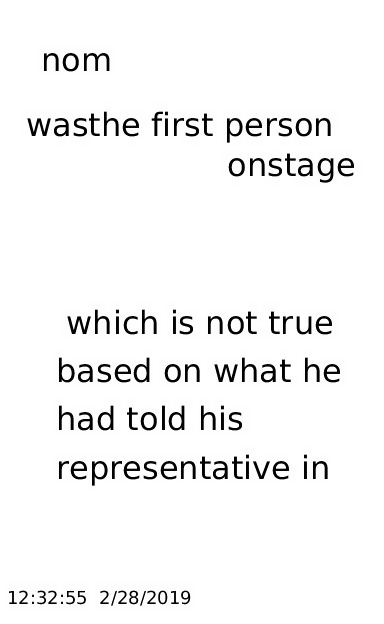 nom
wasthe first person
onstage
which is not true
based on what he
had told his
representative in
12:32:55 2/28/2019